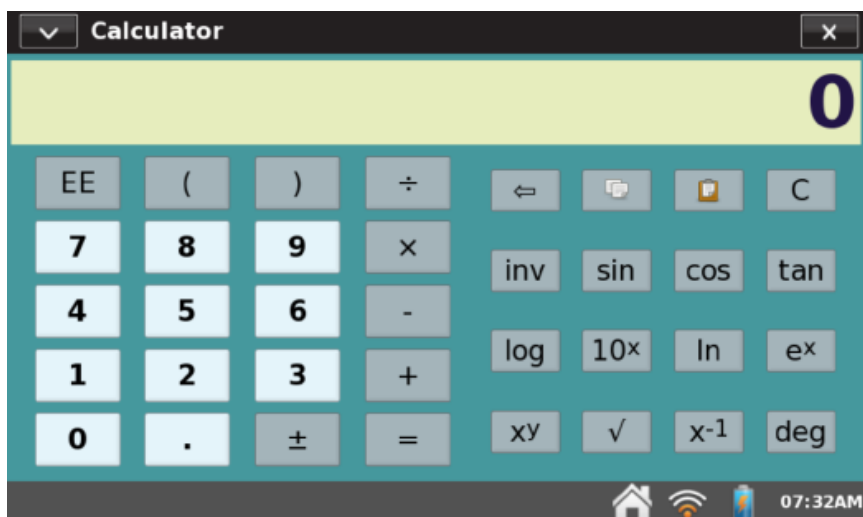 Calculator x
0
EE ( ) ÷ ⇦ C
7 8 9 ×
inv sin cos tan
4 5 6 -
log 10ˣ ln eˣ
1 2 3 +
0 . ± = xʸ √ x⁻¹ deg
07:32AM